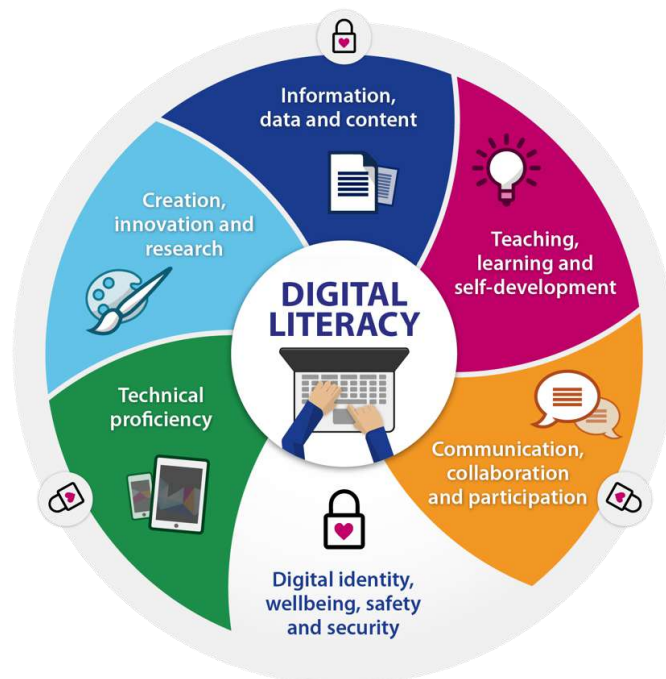 Information,
data and content
Teaching,
learning and
self-development
Communication,
collaboration
and participation
Digital identity,
wellbeing, safety
and security
Technical
proficiency
Creation,
innovation and
research
DIGITAL
LITERACY